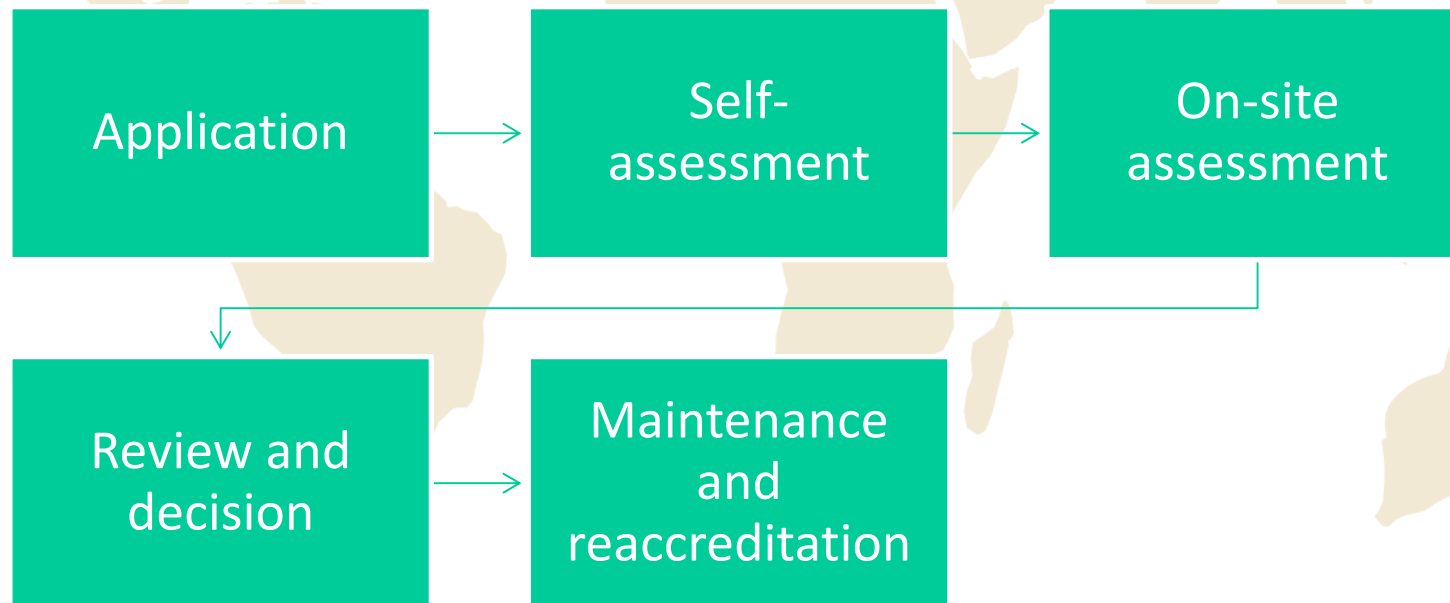 Application
Self-
assessment
On-site
assessment
Review and
decision
Maintenance
and
reaccreditation